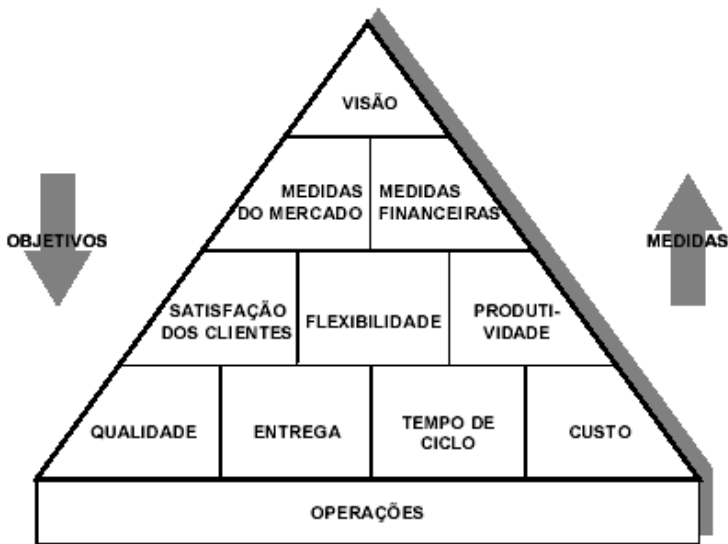 VISÃO
MEDIDAS
DO MERCADO
MEDIDAS
FINANCEIRAS
OBJETIVOS
MEDIDAS
SATISFAÇÃO
DOS CLIENTES
FLEXIBILIDADE
PRODUTI-
VIDADE
QUALIDADE
ENTREGA
TEMPO DE
CICLO
CUSTO
OPERAÇÕES